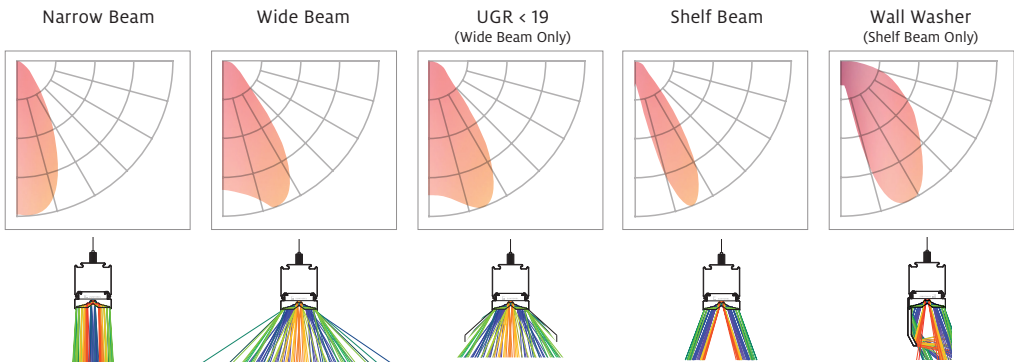 Narrow Beam
Wide Beam
UGR < 19
(Wide Beam Only)
Shelf Beam
Wall Washer
(Shelf Beam Only)